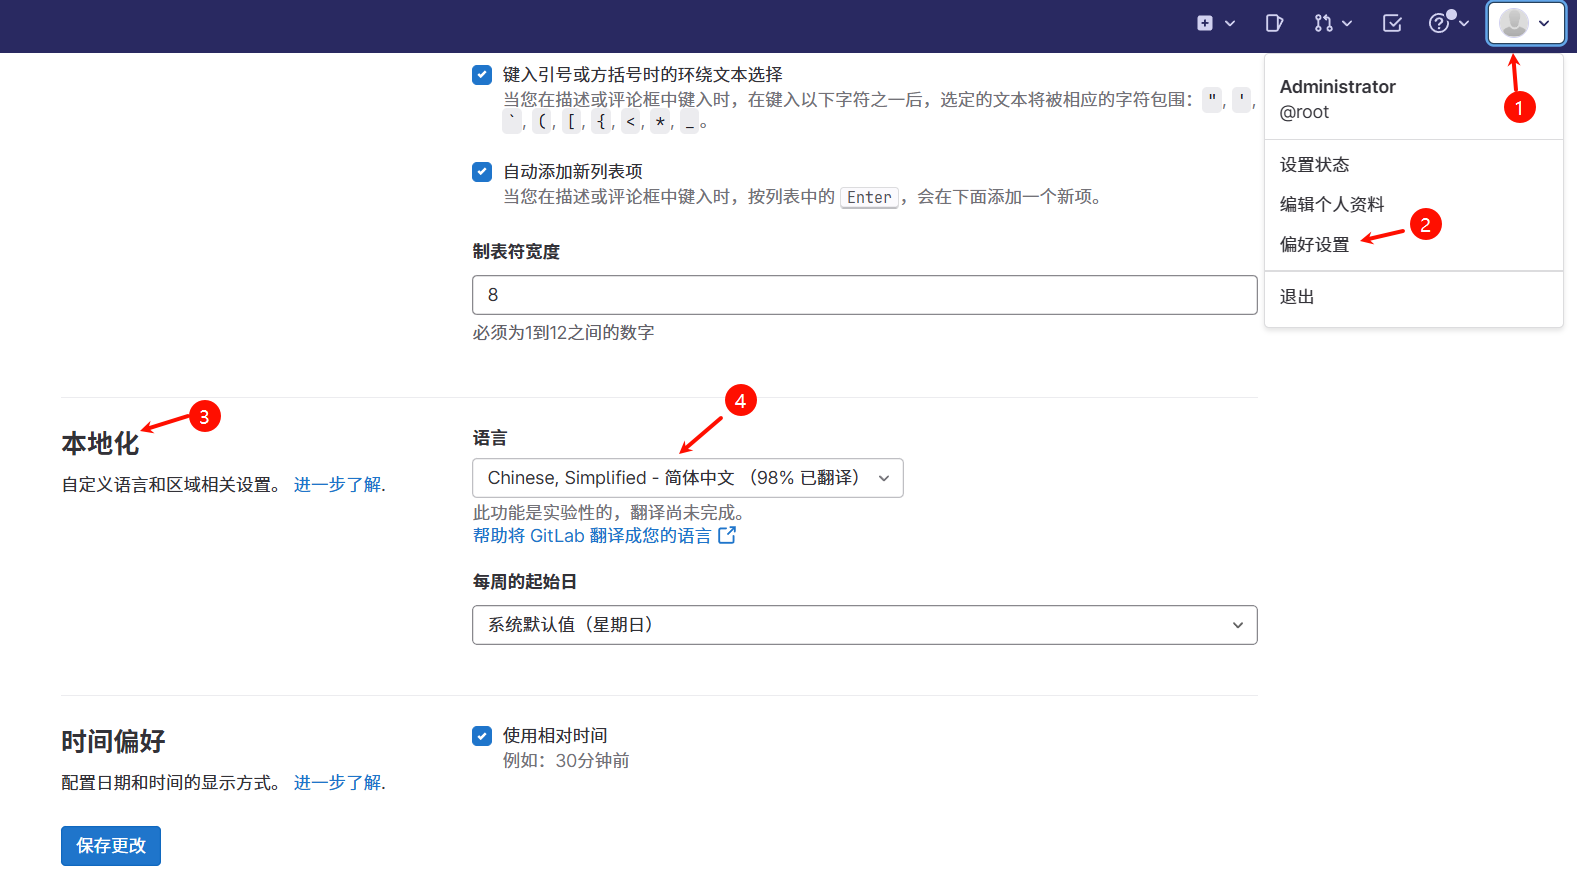 键入引号或方括号时的环绕文本选择
当您在描述或评论框中键入时，在键入以下字符之一后，选定的文本将被相应的字符包围： ", ',
`, (, [, {, <, *, _。
Administrator
@root
1
设置状态
编辑个人资料
偏好设置
2
退出
自动添加新列表项
当您在描述或评论框中键入时，按列表中的 Enter，会在下面添加一个新项。
制表符宽度
8
必须为1到12之间的数字
本地化
3
自定义语言和区域相关设置。 进一步了解.
4
语言
Chinese, Simplified - 简体中文 （98% 已翻译）
此功能是实验性的，翻译尚未完成。
帮助将 GitLab 翻译成您的语言
每周的起始日
系统默认值（星期日）
时间偏好
配置日期和时间的显示方式。 进一步了解.
使用相对时间
例如：30分钟前
保存更改